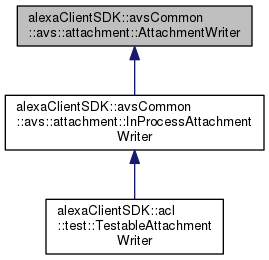 alexaClientSDK::avsCommon
::avs::attachment::AttachmentWriter
alexaClientSDK::avsCommon
::avs::attachment::InProcessAttachment
Writer
alexaClientSDK::acl
::test::TestableAttachment
Writer